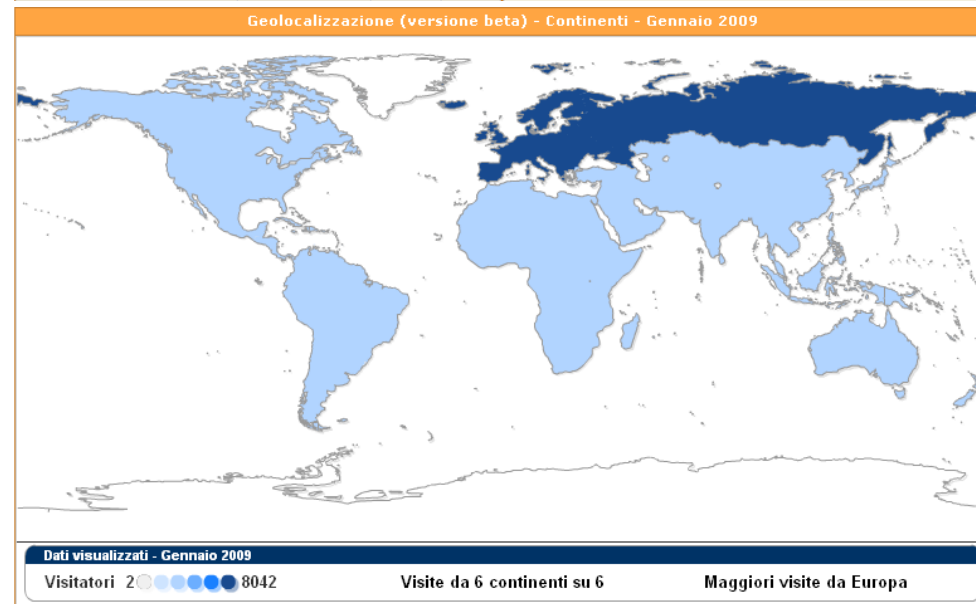 Geolocalizzazione (versione beta) - Continenti - Gennaio 2009
Dati visualizzati - Gennaio 2009
Visitatori 2 8042 Visite da 6 continenti su 6 Maggiori visite da Europa